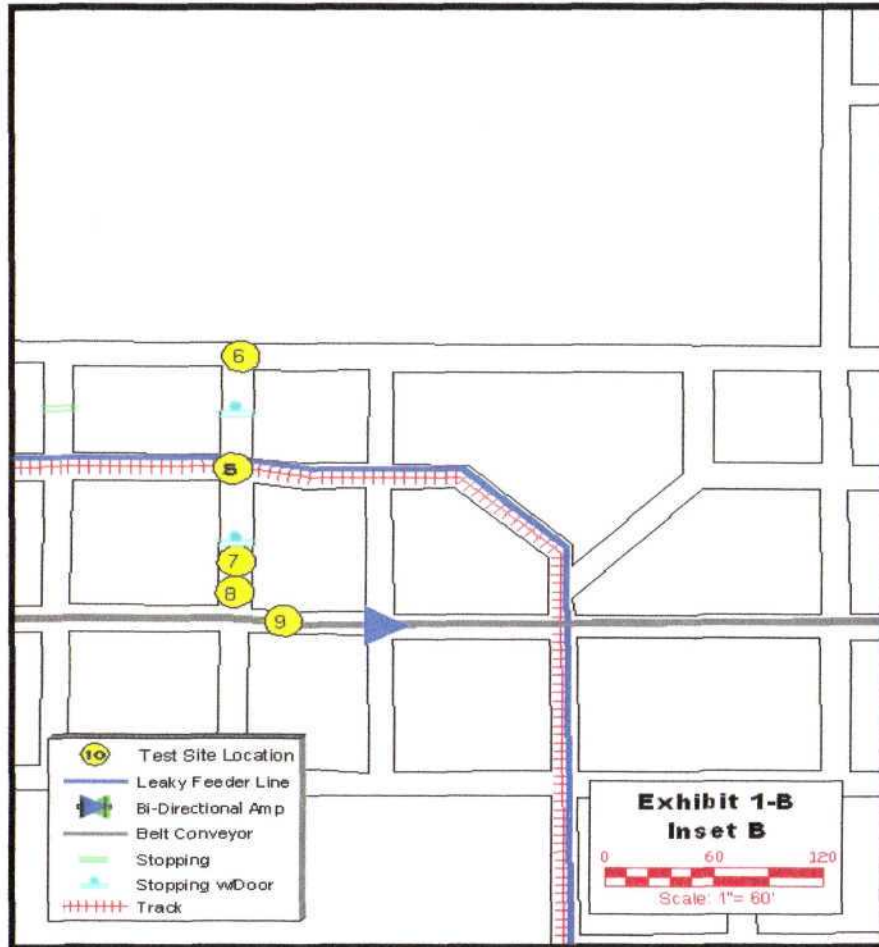 6
5
7
8
9
10 Test Site Location
Leaky Feeder Line
Bi-Directional Amp
Belt Conveyor
Stopping
Stopping w/Door
Track
Exhibit 1-B
Inset B
0 60 120
Scale: 1"= 60'